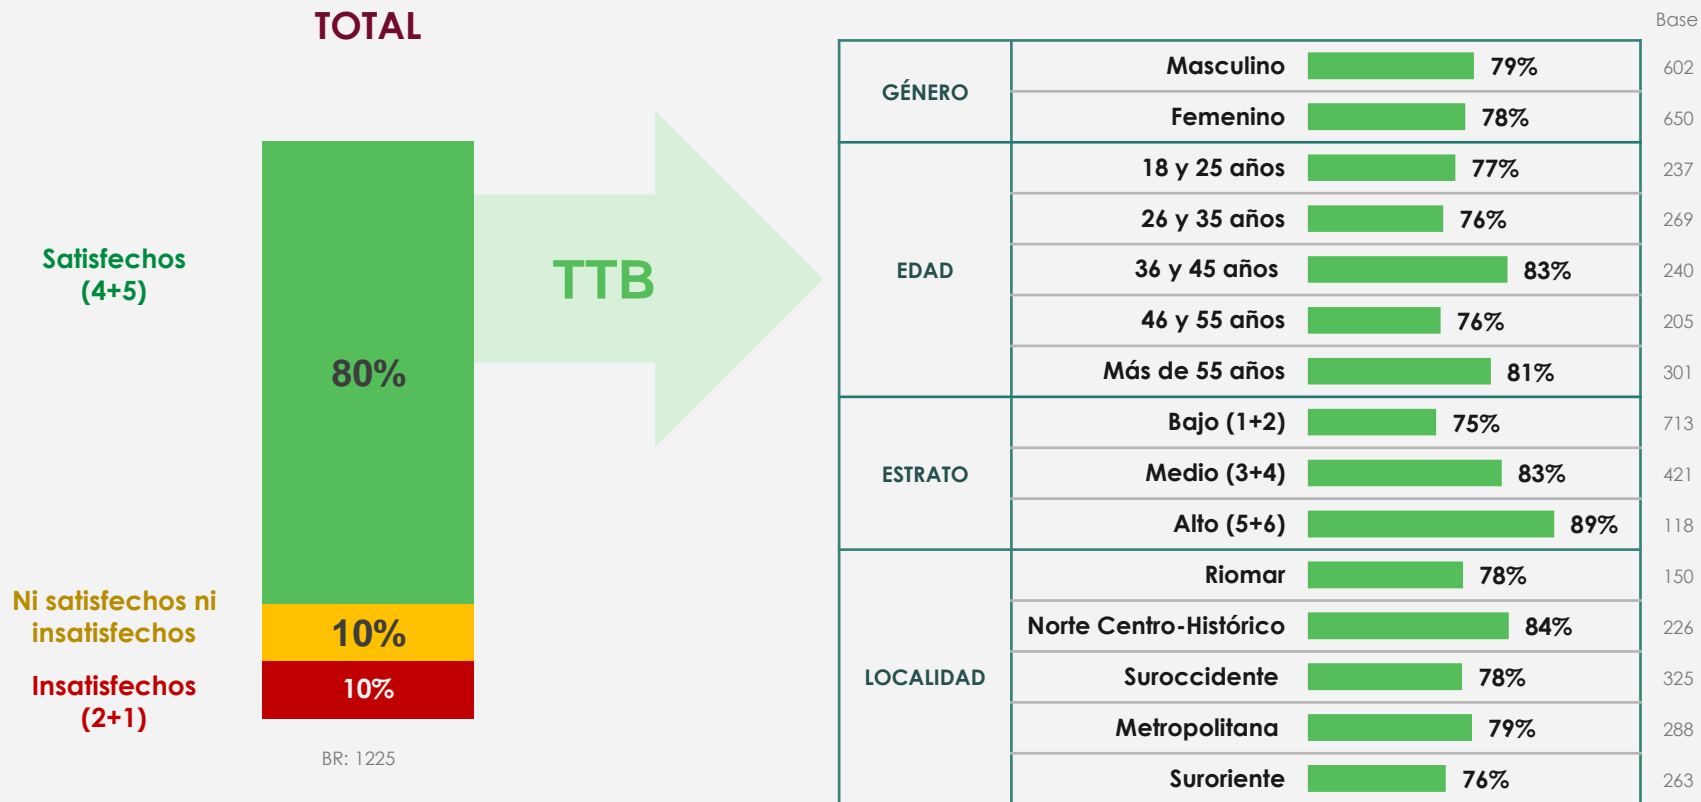 TOTAL
Satisfechos
(4+5)
80%
Ni satisfechos ni
insatisfechos
10%
Insatisfechos
(2+1)
10%
BR: 1225
TTB
Base
GÉNERO
Masculino 79% 602
Femenino 78% 650
EDAD
18 y 25 años 77% 237
26 y 35 años 76% 269
36 y 45 años 83% 240
46 y 55 años 76% 205
Más de 55 años 81% 301
ESTRATO
Bajo (1+2) 75% 713
Medio (3+4) 83% 421
Alto (5+6) 89% 118
LOCALIDAD
Riomar 78% 150
Norte Centro-Histórico 84% 226
Suroccidente 78% 325
Metropolitana 79% 288
Suroriente 76% 263